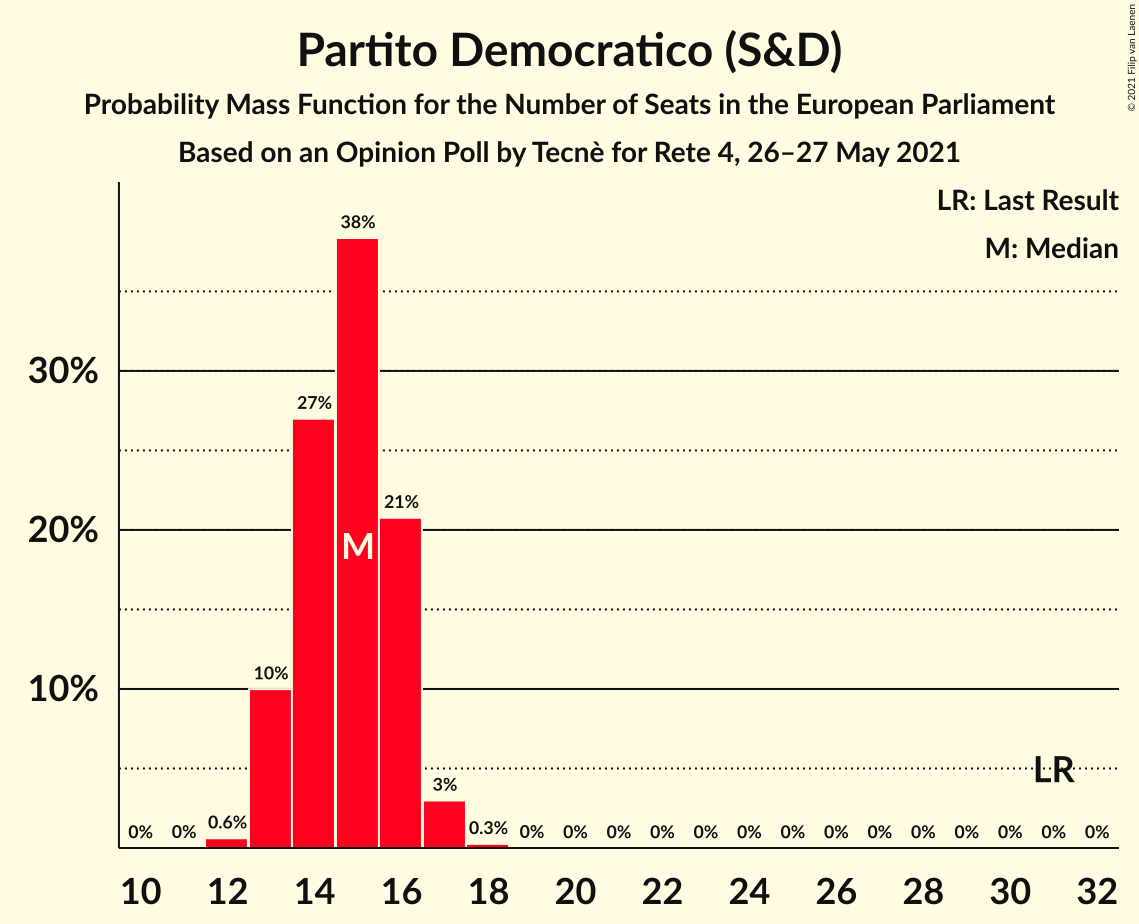 Partito Democratico (S&D)
Probability Mass Function for the Number of Seats in the European Parliament
Based on an Opinion Poll by Tecnè for Rete 4, 26–27 May 2021
© 2021 Filip van Laenen
LR: Last Result
M: Median
38%
30%
27%
21%
20%
M
10%
10%
LR
3%
0% 0% 0.6% 0.3% 0% 0% 0% 0% 0% 0% 0% 0% 0% 0% 0% 0% 0% 0%
10 12 14 16 18 20 22 24 26 28 30 32